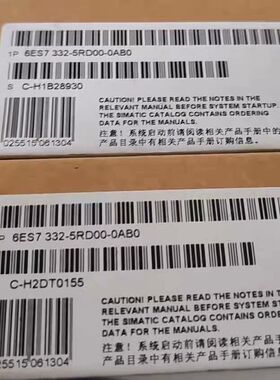 1P 6ES7 332-5RD00-0AB0
S C-H1B28930
CAUTION! PLEASE READ THE NOTES IN
RELEVANT MANUAL BEFORE SYSTEM STARTUP.
THE SIMATIC CATALOG CONTAINS ORDERING
DATA FOR THE MANUALS.
025515 061304
注意！系统启动前请阅读相关产品手册中的
产品目录中有相关产品手册订购信息。
P 6ES7 332-5RD00-0AB0
C-H2DT0155
CAUTION! PLEASE READ THE NOTES IN
RELEVANT MANUAL BEFORE SYSTEM STARTUP.
THE SIMATIC CATALOG CONTAINS ORDERING
DATA FOR THE MANUALS.
25515 061304
注意！系统启动前请阅读相关产品手册中
产品目录中有相关产品手册订购信息。